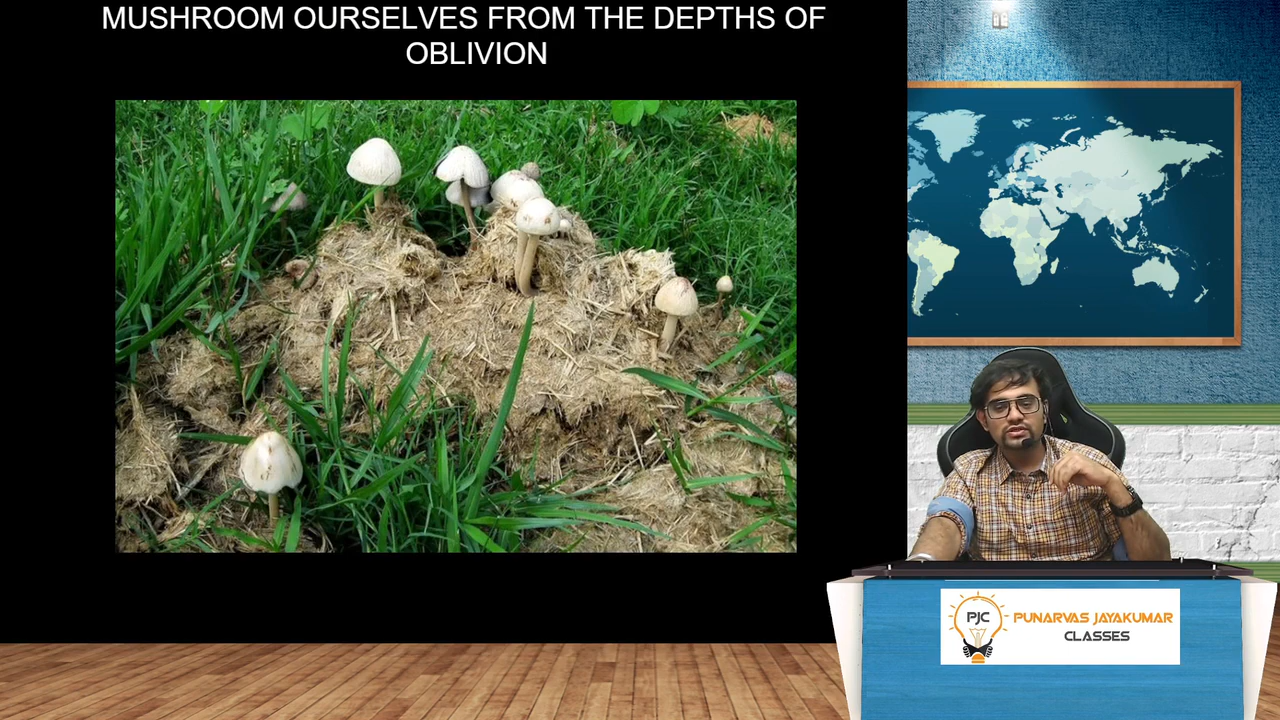 MUSHROOM OURSELVES FROM THE DEPTHS OF
OBLIVION
PJC
PUNARVAS JAYAKUMAR
CLASSES